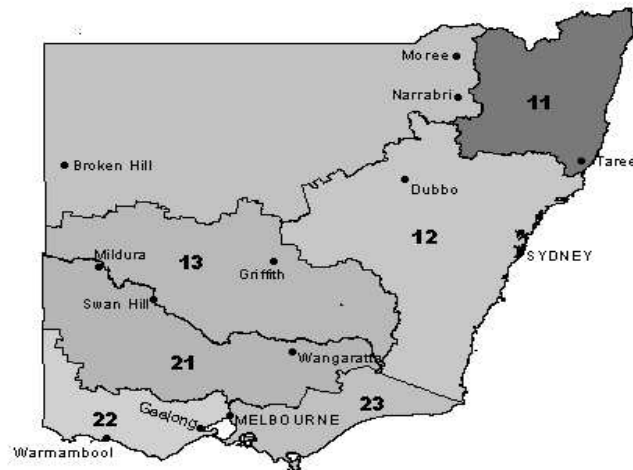 Moree
Narrabri
11
Broken Hill
Taree
Dubbo
12
Mildura
13
Griffith
SYDNEY
Swan Hill
21
Wangaratta
22
Geelong
MELBOURNE
23
Warrnambool